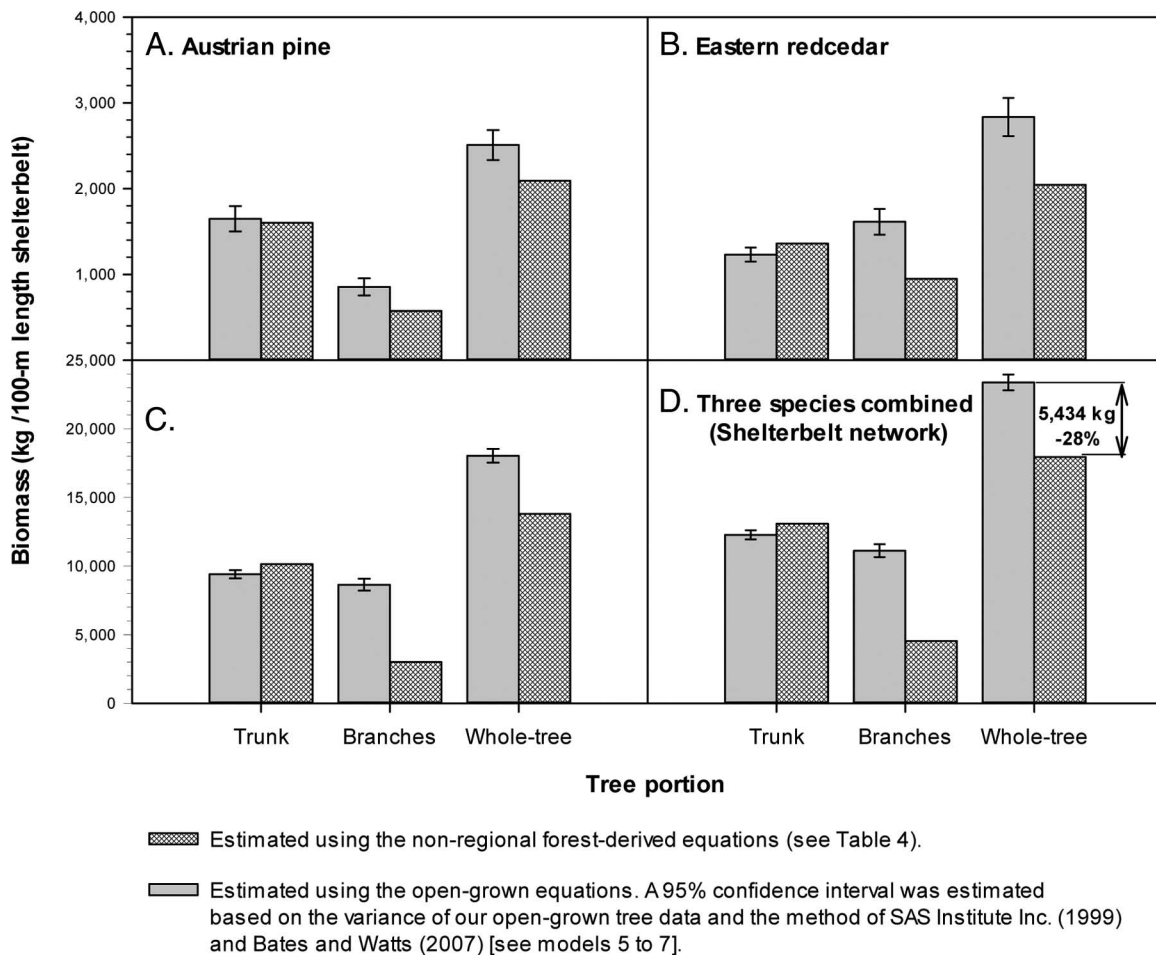 Biomass (kg /100-m length shelterbelt)
4,000
3,000
2,000
1,000
25,000
20,000
15,000
10,000
5,000
0
A. Austrian pine
B. Eastern redcedar
C.
D. Three species combined
(Shelterbelt network)
5,434 kg
-28%
Trunk Branches Whole-tree
Trunk Branches Whole-tree
Tree portion
Estimated using the non-regional forest-derived equations (see Table 4).
Estimated using the open-grown equations. A 95% confidence interval was estimated
based on the variance of our open-grown tree data and the method of SAS Institute Inc. (1999)
and Bates and Watts (2007) [see models 5 to 7].